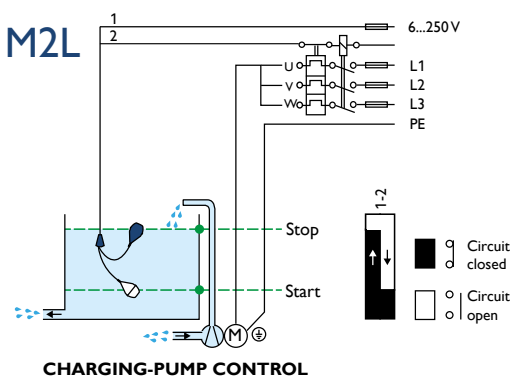 M2L
1
2
6...250 V
U
V
W
L1
L2
L3
PE
Stop
Start
M
1-2
Circuit
closed
Circuit
open
CHARGING-PUMP CONTROL